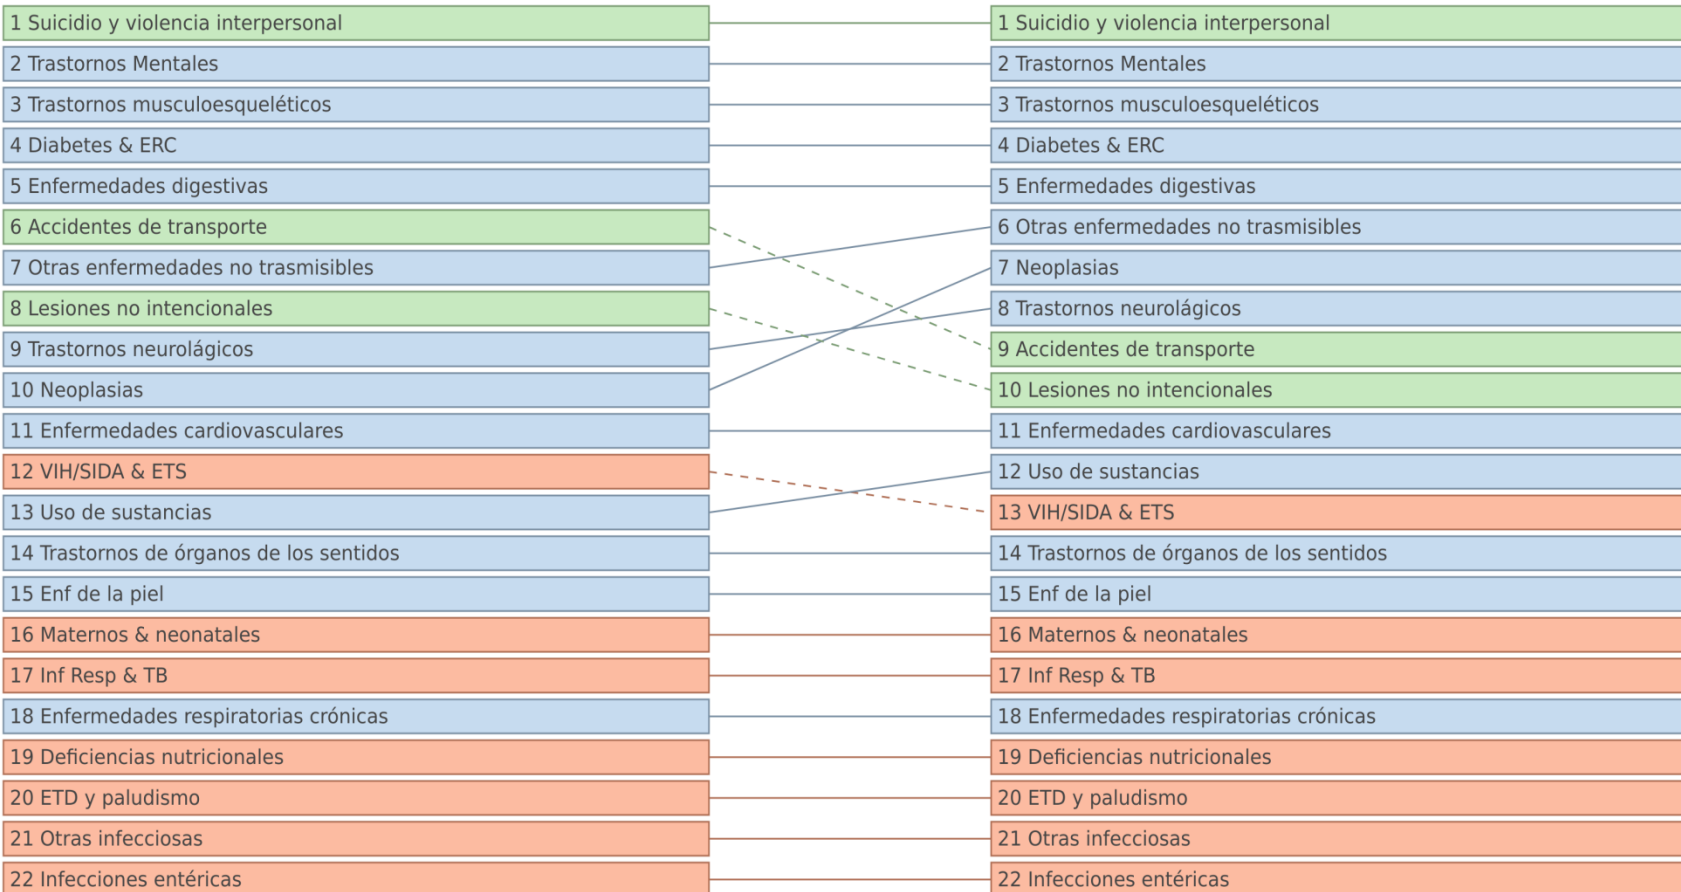 1 Suicidio y violencia interpersonal
2 Trastornos Mentales
3 Trastornos musculoesqueléticos
4 Diabetes & ERC
5 Enfermedades digestivas
6 Accidentes de transporte
7 Otras enfermedades no trasmisibles
8 Lesiones no intencionales
9 Trastornos neurolágicos
10 Neoplasias
11 Enfermedades cardiovasculares
12 VIH/SIDA & ETS
13 Uso de sustancias
14 Trastornos de órganos de los sentidos
15 Enf de la piel
16 Maternos & neonatales
17 Inf Resp & TB
18 Enfermedades respiratorias crónicas
19 Deficiencias nutricionales
20 ETD y paludismo
21 Otras infecciosas
22 Infecciones entéricas
1 Suicidio y violencia interpersonal
2 Trastornos Mentales
3 Trastornos musculoesqueléticos
4 Diabetes & ERC
5 Enfermedades digestivas
6 Otras enfermedades no trasmisibles
7 Neoplasias
8 Trastornos neurolágicos
9 Accidentes de transporte
10 Lesiones no intencionales
11 Enfermedades cardiovasculares
12 Uso de sustancias
13 VIH/SIDA & ETS
14 Trastornos de órganos de los sentidos
15 Enf de la piel
16 Maternos & neonatales
17 Inf Resp & TB
18 Enfermedades respiratorias crónicas
19 Deficiencias nutricionales
20 ETD y paludismo
21 Otras infecciosas
22 Infecciones entéricas